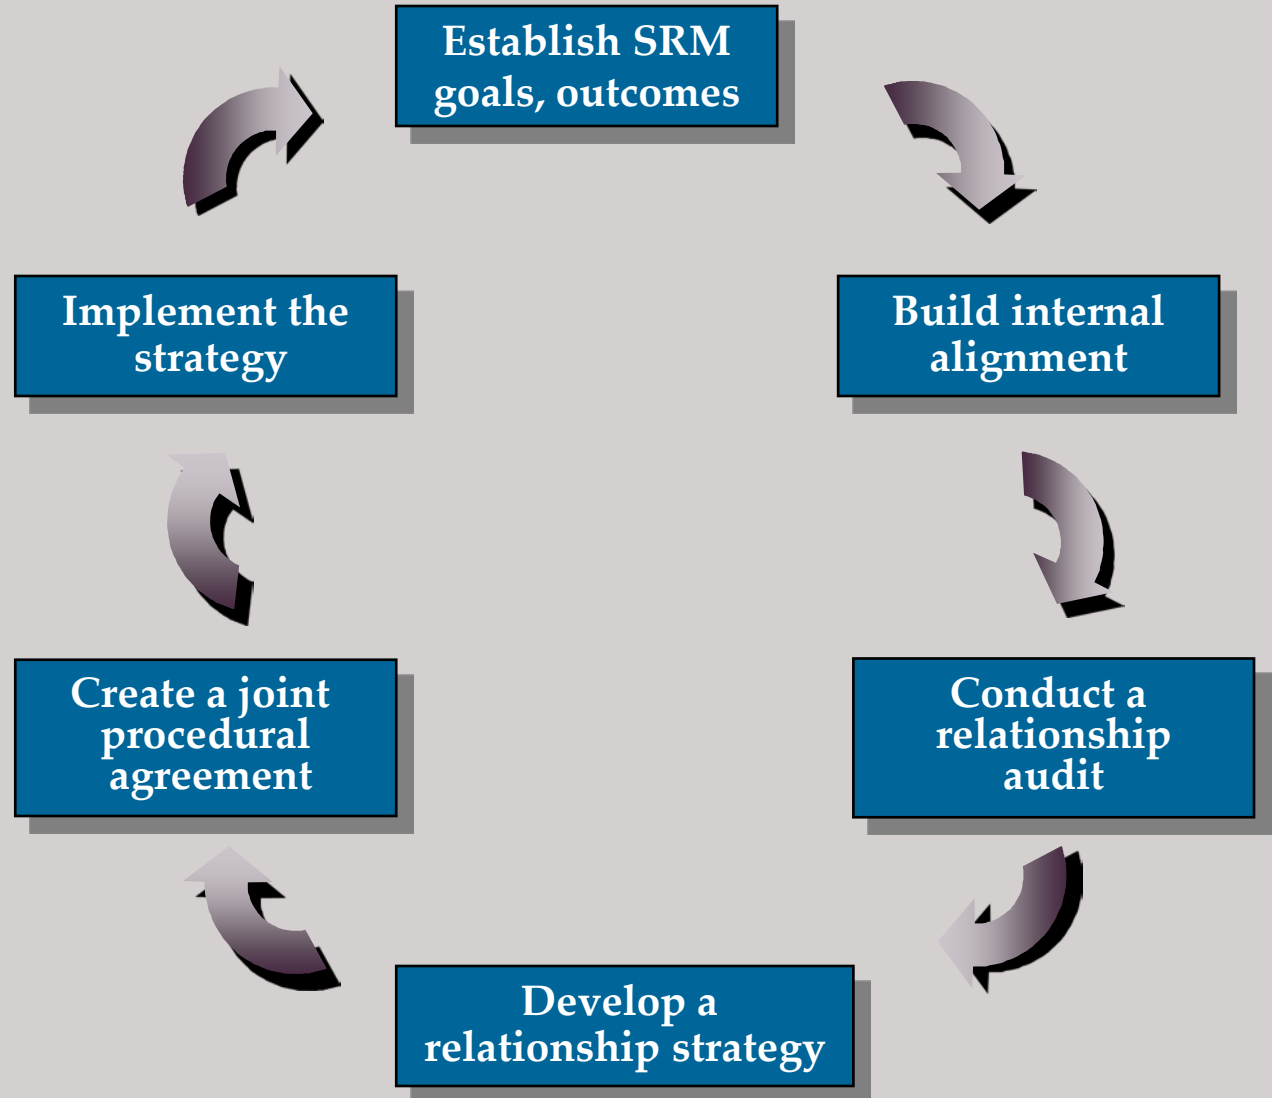 Establish SRM
goals, outcomes
Build internal
alignment
Conduct a
relationship
audit
Develop a
relationship strategy
Create a joint
procedural
agreement
Implement the
strategy